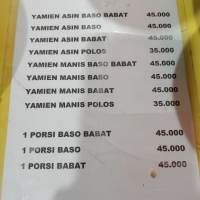 YAMIEN ASIN BASO BABAT 45.000
YAMIEN ASIN BASO 45.000
YAMIEN ASIN BABAT 45.000
YAMIEN ASIN POLOS 35.000
YAMIEN MANIS BASO BABAT 45.000
YAMIEN MANIS BASO 45.000
YAMIEN MANIS BABAT 45.000
YAMIEN MANIS POLOS 35.000
1 PORSI BASO BABAT 45.000
1 PORSI BASO 45.000
1 PORSI BABAT 45.000